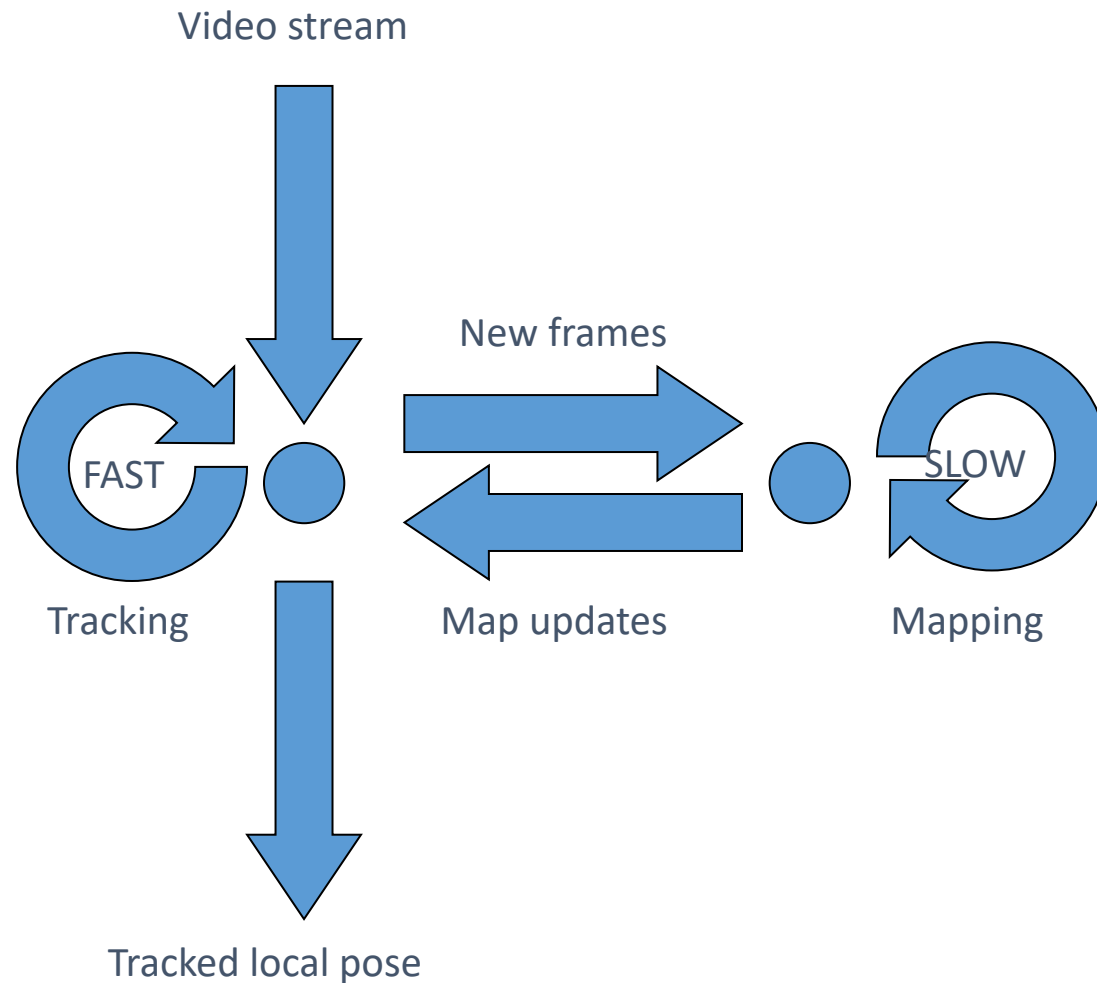 Video stream
New frames
FAST
SLOW
Tracking
Map updates
Mapping
Tracked local pose